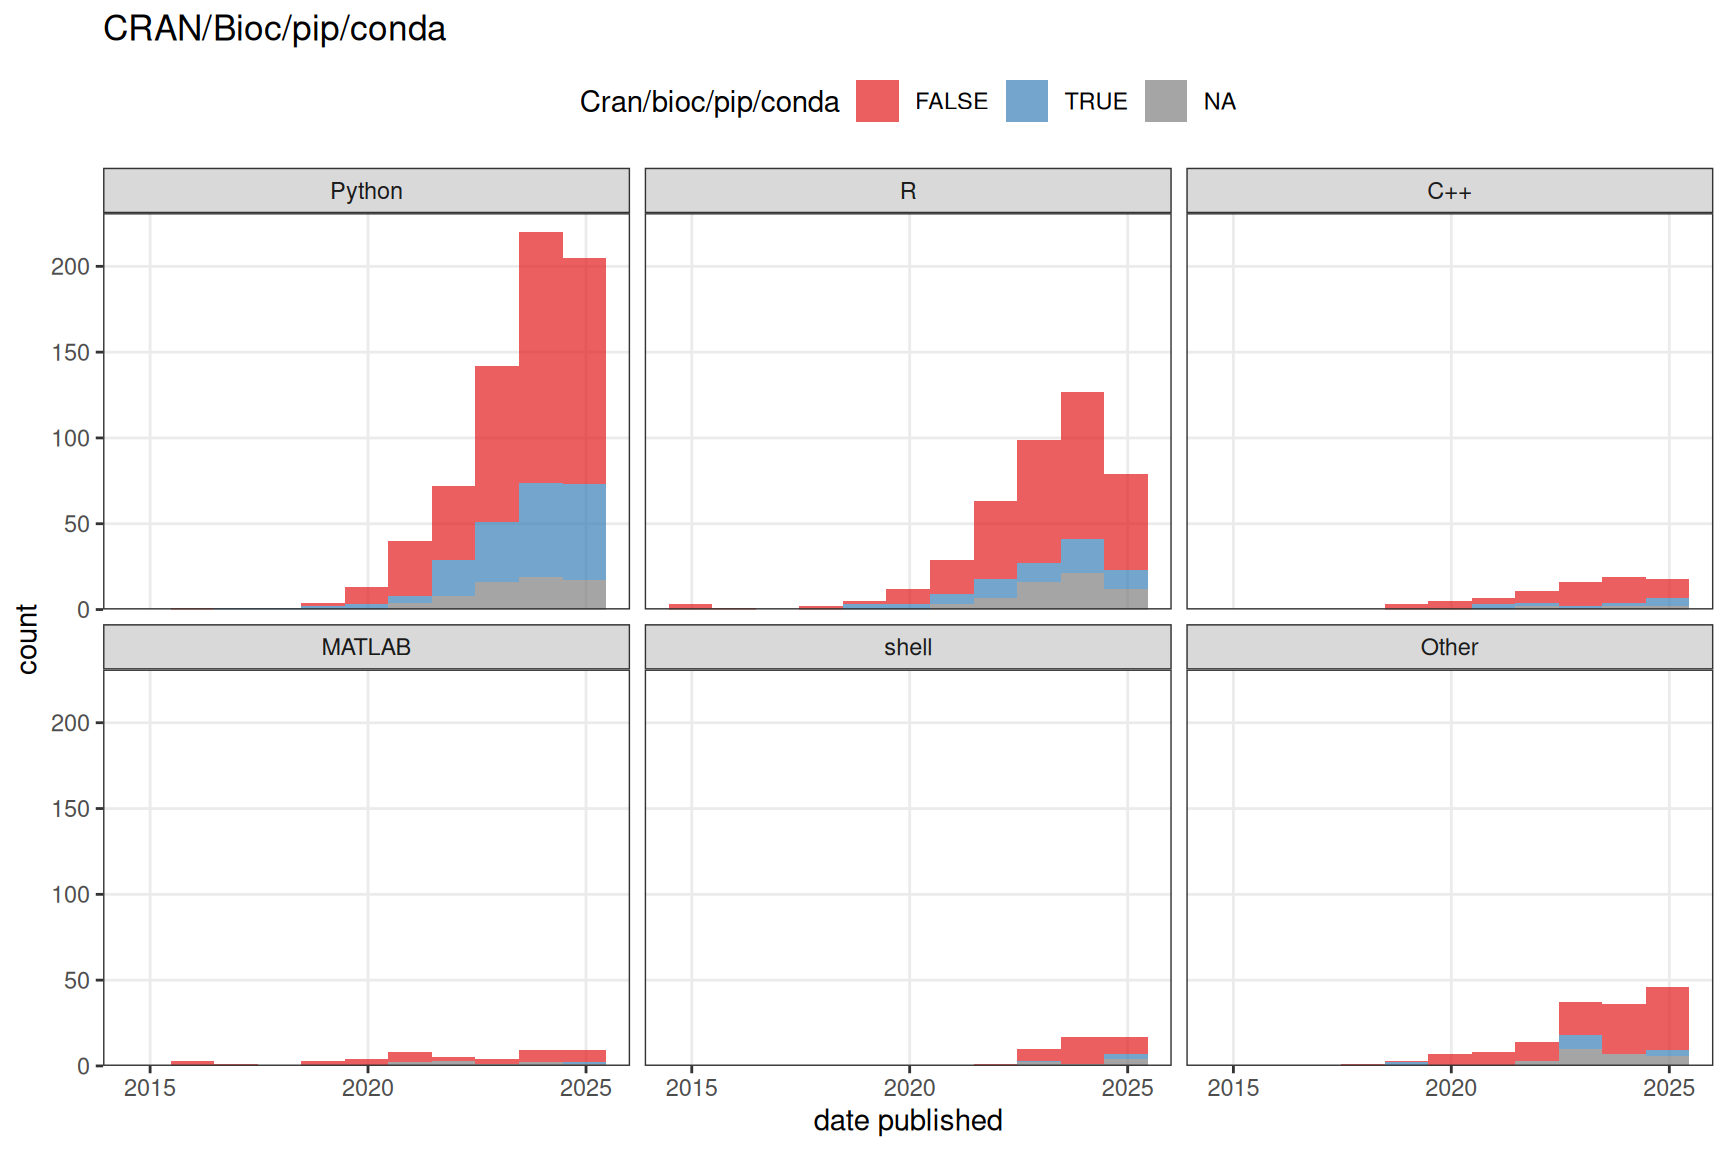 CRAN/Bioc/pip/conda
Cran/bioc/pip/conda FALSE TRUE NA
Python R C++
200
150
100
50
0
count
MATLAB shell Other
200
150
100
50
0
2015 2020 2025 2015 2020 2025 2015 2020 2025
date published